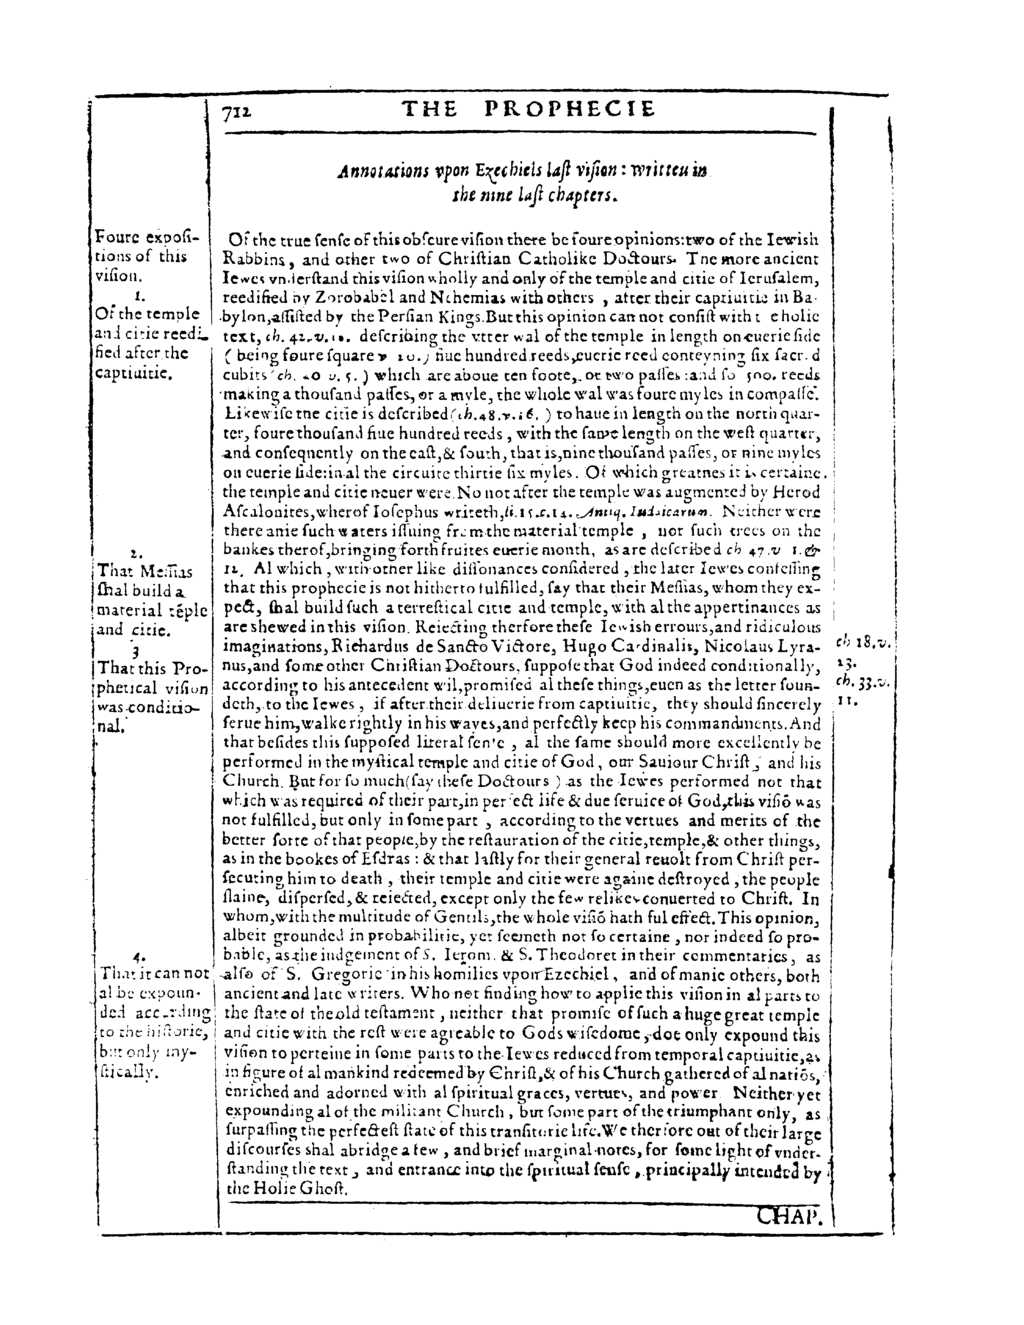 712 THE PROPHECIE
Annotations vpon Ezechiels laſt viſion: written in
the nine laſt chapters.
Foure expoſi-
tions of this
viſion.
1.
Of the temple
and citie reedi-
fied after the
captiuitie.
2.
That Meſſias
ſhal build a
material tẽple
and citie.
3
That this Pro-
phetical viſion
was conditio-
nal.
4.
That it can not
al be expoun-
ded according
to the hiſtorie,
but only my-
ſtically.
Of the true ſenſe of this obſcure viſion there be foure opinions: two of the Iewiſh
Rabbins, and other two of Chriſtian Catholike Doctours. The more ancient
Iewes vnderſtand this viſion wholly and only of the temple and citie of Ieruſalem,
reedified by Zorobabel and Nehemias with others, after their captiuitie in Ba-
bylon, aſſiſted by the Perſian Kings. But this opinion can not conſiſt with the holie
text, ch. 42. v. deſcribing the vtter wal of the temple in length on euerie ſide
(being foure ſquare v 20.) fiue hundred reeds, euerie reed conteyning ſix ſacred
cubits (ch. 40 v. 5.) which are aboue ten foote, or two paſſes: and ſo 500. reeds
making a thouſand paſſes, or a myle, the whole wal was foure myles in compaſſe.
Likewiſe the citie is deſcribed (ch. 48. v. 16.) to haue in length on the north quar-
ter, foure thouſand fiue hundred reeds, with the ſame length on the weſt quarter,
and conſequently on the eaſt, & ſouth, that is, nine thouſand paſſes, or nine myles
on euerie ſide: in al the circuite thirtie ſix myles. Of which greatnes it is certaine.
the temple and citie neuer were. No not after the temple was augmented by Herod
Aſcalonites, wherof Ioſephus writeth, li. 15. c. 14. Antiq. Iudaicarum. Neither were
there anie ſuch waters iſſuing from the material temple, nor ſuch trees on the
bankes therof, bringing forth fruites euerie month, as are deſcribed ch 47. v 1. &
12. Al which, with other like diſſonances conſidered, the later Iewes confeſſing
that this prophecie is not hitherto fulfilled, ſay that their Meſſias, whom they ex-
pect, ſhal build ſuch a terreſtical citie and temple, with al the appertinances as
are shewed in this viſion. Reiecting therfore theſe Iewiſh errours, and ridiculous
imaginations, Richardus de Sancto Victore, Hugo Cardinalis, Nicolaus Lyra-
nus, and ſome other Chriſtian Doctours, ſuppoſe that God indeed conditionally,
according to his antecedent wil, promiſed al theſe things, euen as the letter ſoun-
deth, to the Iewes, if after their deliuerie from captiuitie, they ſhould ſincerely
ſerue him, walke rightly in his wayes, and perfectly keep his commandments. And
that beſides this ſuppoſed literal ſenſe, al the ſame should more excellently be
performed in the myſtical temple and citie of God, our Sauiour Chriſt, and his
Church. But for ſo much (ſay theſe Doctours) as the Iewes performed not that
which was required of their part, in perfect life & due ſeruice of God, this viſiõ was
not fulfilled, but only in ſome part, according to the vertues and merits of the
better ſorte of that people, by the reſtauration of the citie, temple, & other things,
as in the bookes of Eſdras: & that laſtly for their general reuolt from Chriſt per-
ſecuting him to death, their temple and citie were againe deſtroyed, the people
ſlaine, diſperſed, & reiected, except only the few relikes conuerted to Chriſt. In
whom, with the multitude of Gentils, the whole viſiõ hath ful effect. This opinion,
albeit grounded in probabilitie, yet ſeemeth not ſo certaine, nor indeed ſo pro-
bable, as the iudgement of S. Ierom. & S. Theodoret in their commentaries, as
alſo of S. Gregorie in his homilies vpon Ezechiel, and of manie others, both
ancient and late writers. Who not finding how to applie this viſion in al parts to
the ſtate of the old teſtament, neither that promiſe of ſuch a huge great temple
and citie with the reſt were agreable to Gods wiſedome, doe only expound this
viſion to perteine in ſome parts to the Iewes reduced from temporal captiuitie, as
in figure of al mankind redeemed by Chriſt, & of his Church gathered of al natiõs,
enriched and adorned with al ſpiritual graces, vertues, and power. Neither yet
expounding al of the militant Church, but ſome part of the triumphant only, as
ſurpaſſing the perfecteſt ſtate of this tranſitorie life. We therfore out of their large
diſcourſes shal abridge a few, and brief marginal notes, for ſome light of vnder-
ſtanding the text, and entrance into the ſpiritual ſenſe, principally intended by
the Holie Ghoſt.
ch 18. v.
23.
ch. 33. v.
11.
CHAP.